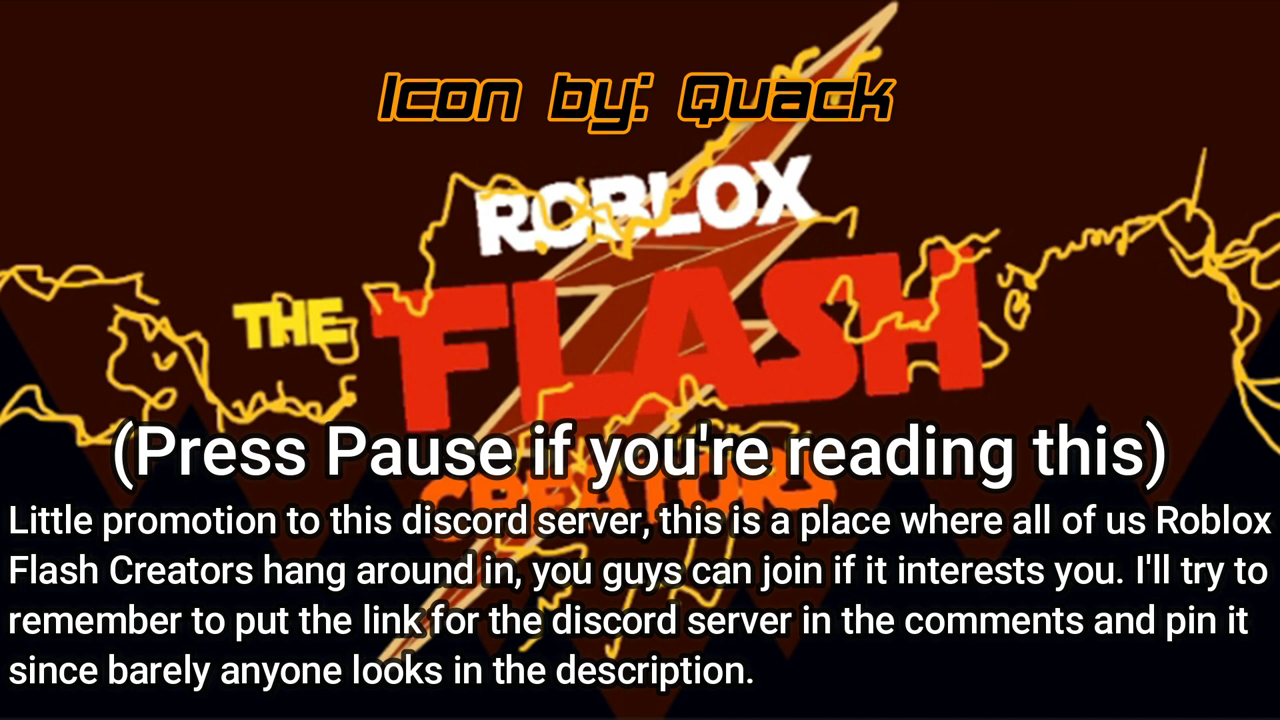 Icon by: Quack
ROBLOX
THE FLASH
CREATORS
(Press Pause if you're reading this)
Little promotion to this discord server, this is a place where all of us Roblox
Flash Creators hang around in, you guys can join if it interests you. I'll try to
remember to put the link for the discord server in the comments and pin it
since barely anyone looks in the description.